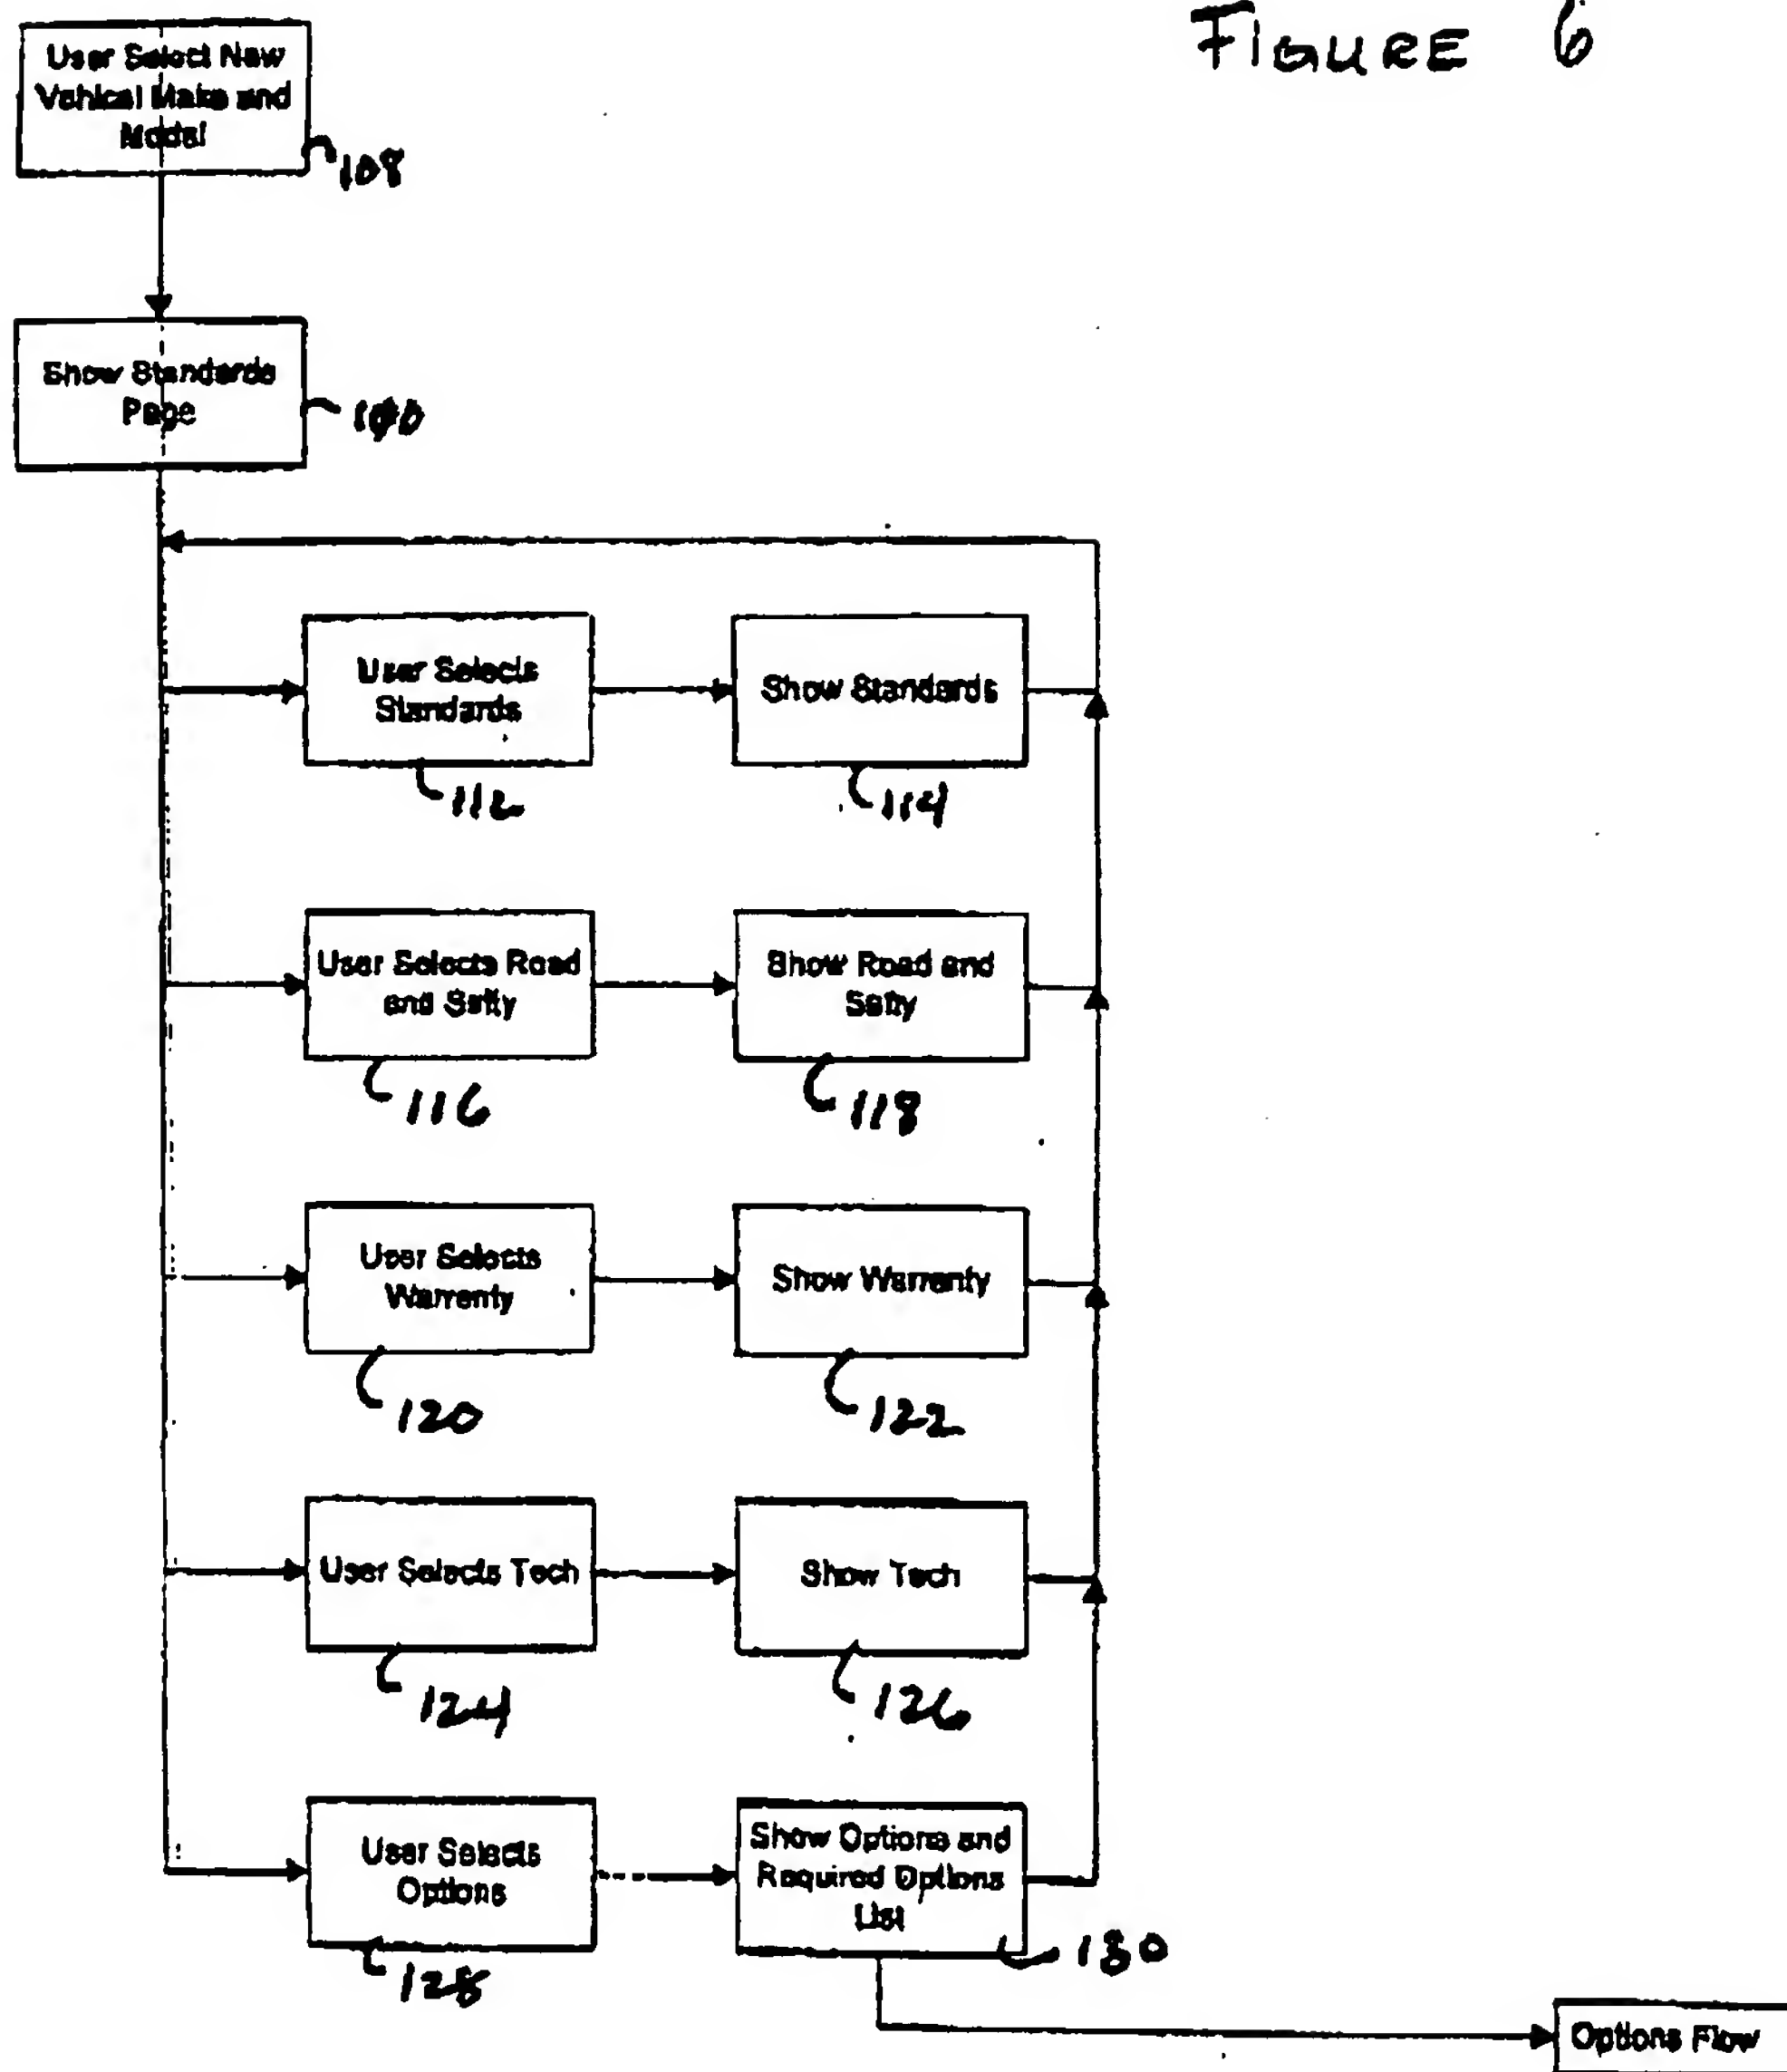 FIGURE 6
User Select New
Vehical Make and
Model
108
Show Standards
Page
User Selects
Standards
Show Standards
112
114
User Selects Road
and Safty
Show Road and
Safty
116
118
User Selects
Warrenty
Show Warrenty
120
122
User Selects Tech
Show Tech
124
126
User Selects
Options
Show Options and
Required Options
List
128
130
Options Flow